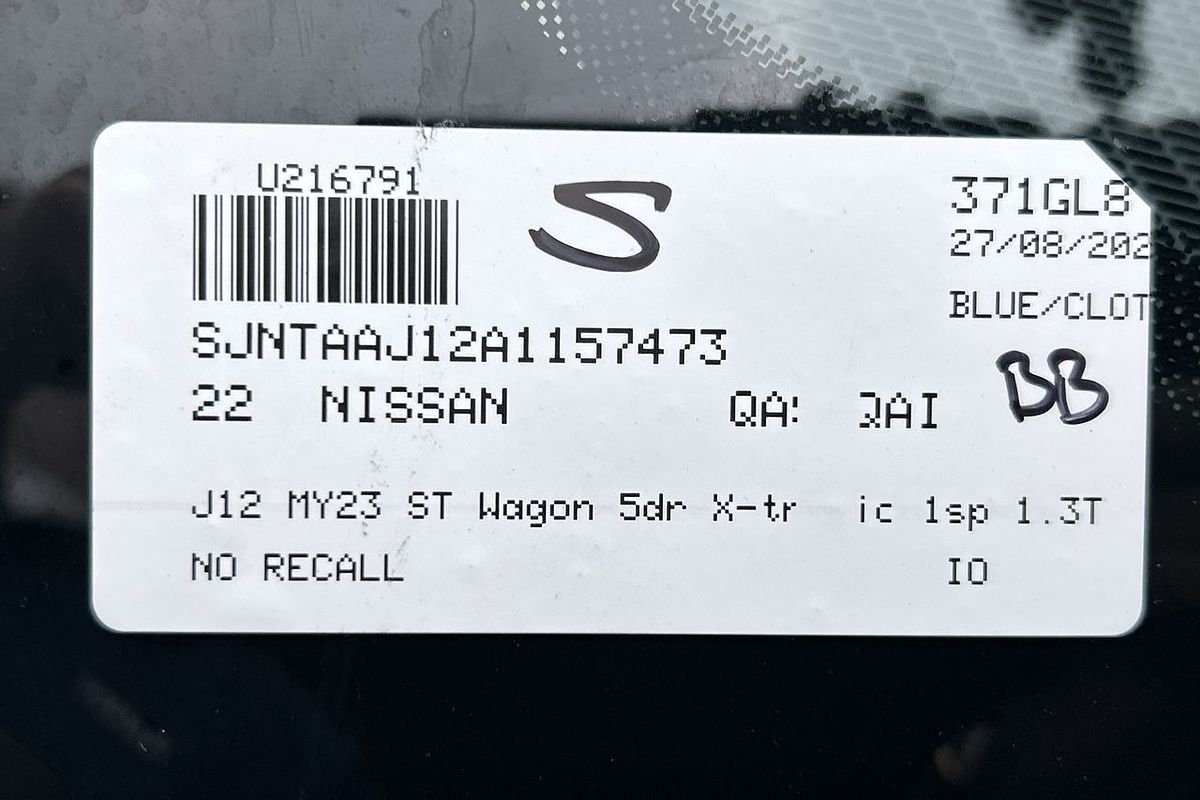 U216791
S
371GL8
27/08/202
BLUE/CLOT
SJNTAAJ12A1157473
22 NISSAN QA: QAI
BB
J12 MY23 ST Wagon 5dr X-tr ic 1sp 1.3T
NO RECALL IO